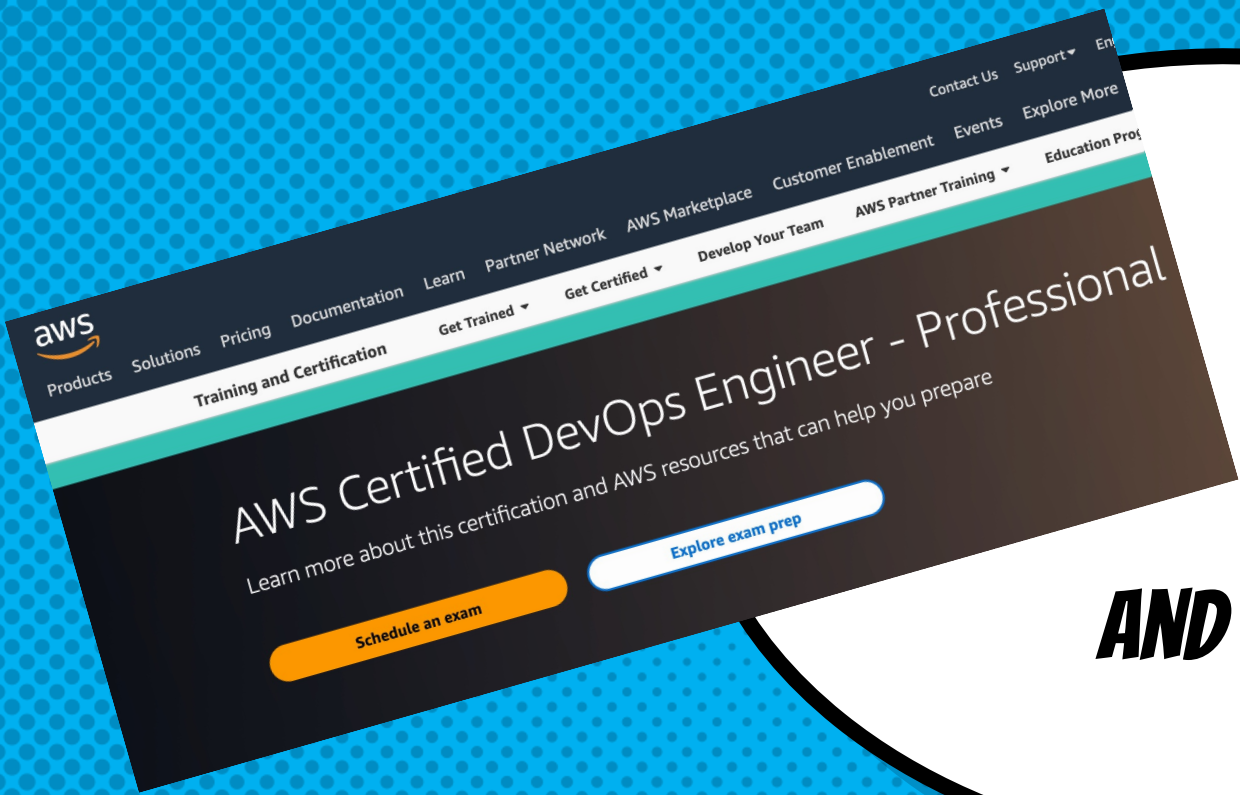 Contact Us Support
aws
Products Solutions Pricing Documentation Learn Partner Network AWS Marketplace Customer Enablement Events Explore More
Training and Certification Get Trained Get Certified Develop Your Team AWS Partner Training Education
AWS Certified DevOps Engineer - Professional
Learn more about this certification and AWS resources that can help you prepare
Schedule an exam Explore exam prep
AND